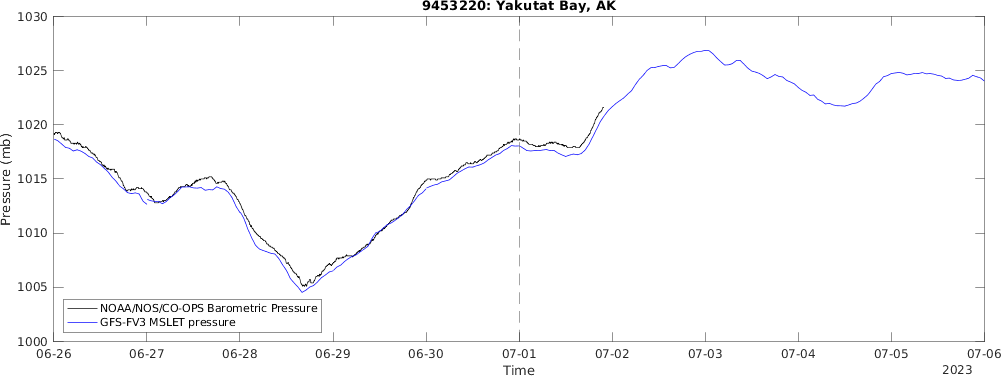 9453220: Yakutat Bay, AK
Pressure (mb)
1030
1025
1020
1015
1010
1005
1000
NOAA/NOS/CO-OPS Barometric Pressure
GFS-FV3 MSLET pressure
06-26 06-27 06-28 06-29 06-30 07-01 07-02 07-03 07-04 07-05 07-06
Time
2023